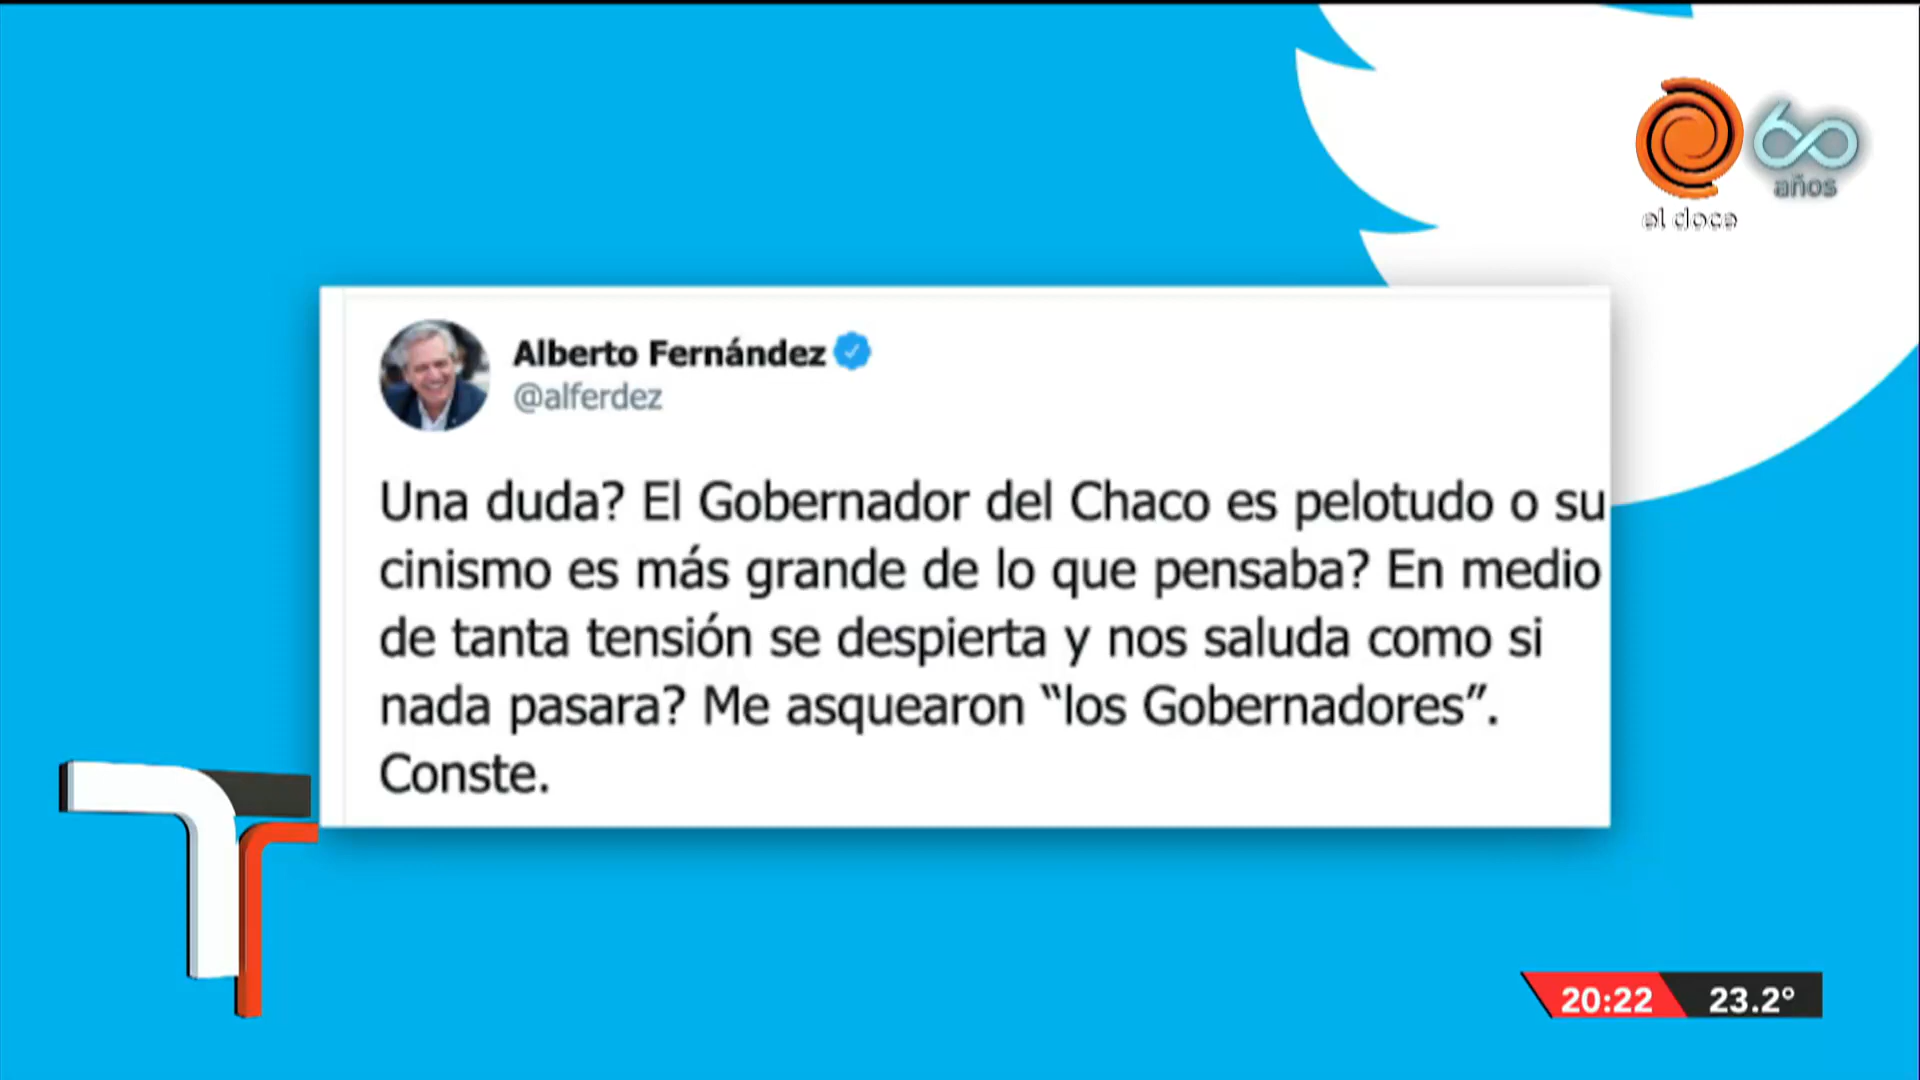 60
años
el doce
Alberto Fernández
@alferdez
Una duda? El Gobernador del Chaco es pelotudo o su
cinismo es más grande de lo que pensaba? En medio
de tanta tensión se despierta y nos saluda como si
nada pasara? Me asquearon “los Gobernadores”.
Conste.
20:22 23.2°